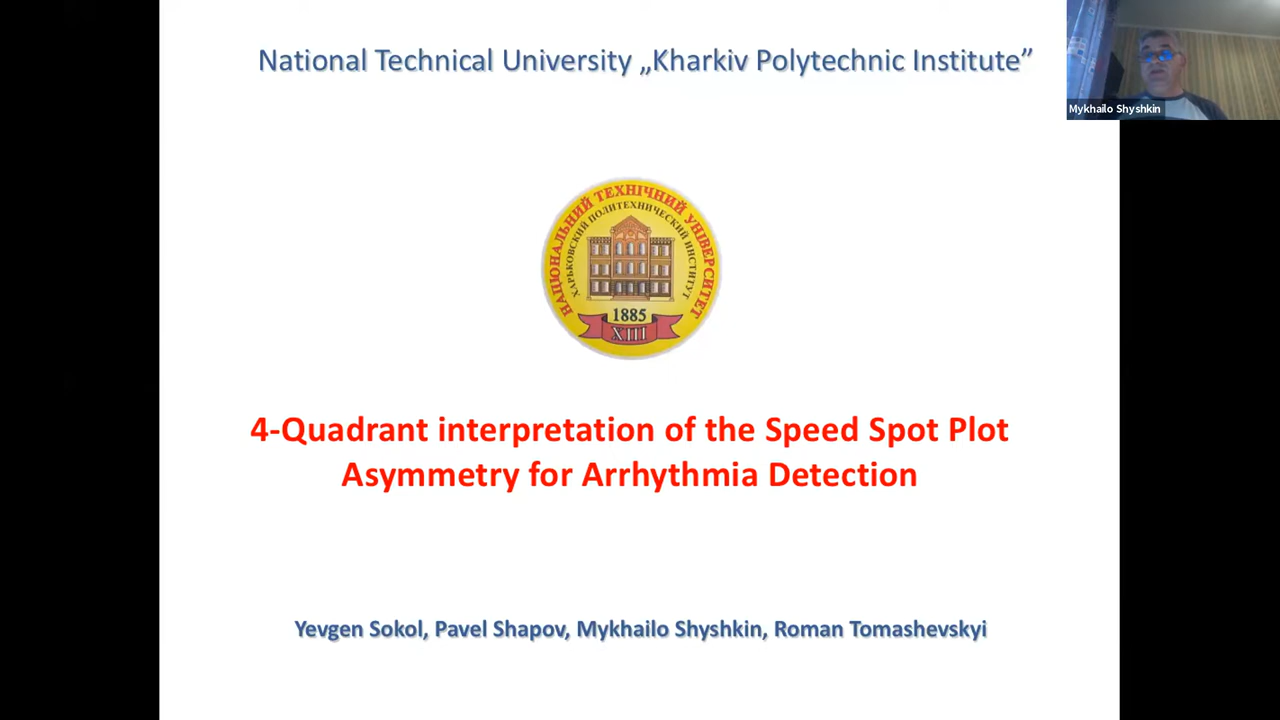 National Technical University „Kharkiv Polytechnic Institute”
Mykhailo Shyshkin
НАЦІОНАЛЬНИЙ ТЕХНІЧНИЙ УНІВЕРСИТЕТ
ХАРЬКОВСКИЙ ПОЛИТЕХНИЧЕСКИЙ ИНСТИТУТ
1885
XIII
4-Quadrant interpretation of the Speed Spot Plot
Asymmetry for Arrhythmia Detection
Yevgen Sokol, Pavel Shapov, Mykhailo Shyshkin, Roman Tomashevskyi